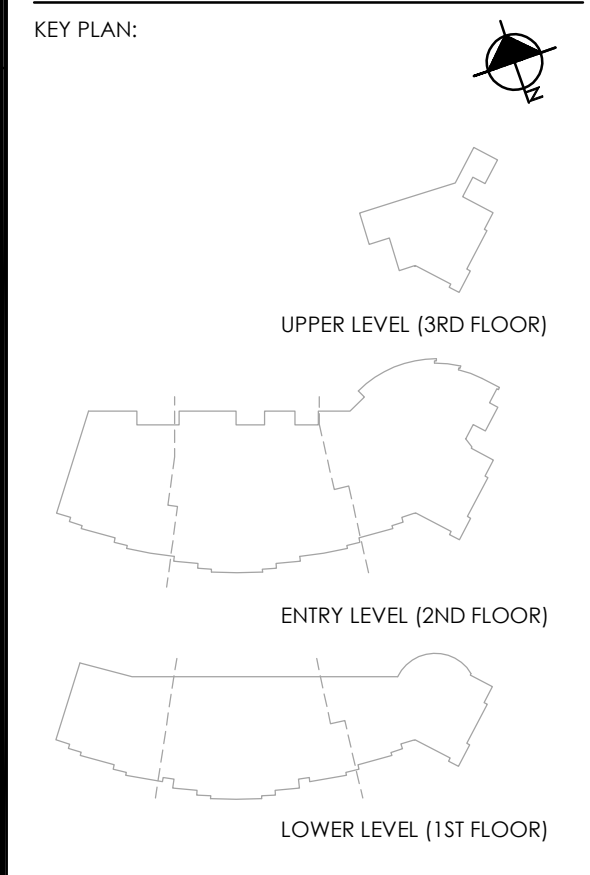 KEY PLAN:
N
UPPER LEVEL (3RD FLOOR)
ENTRY LEVEL (2ND FLOOR)
LOWER LEVEL (1ST FLOOR)